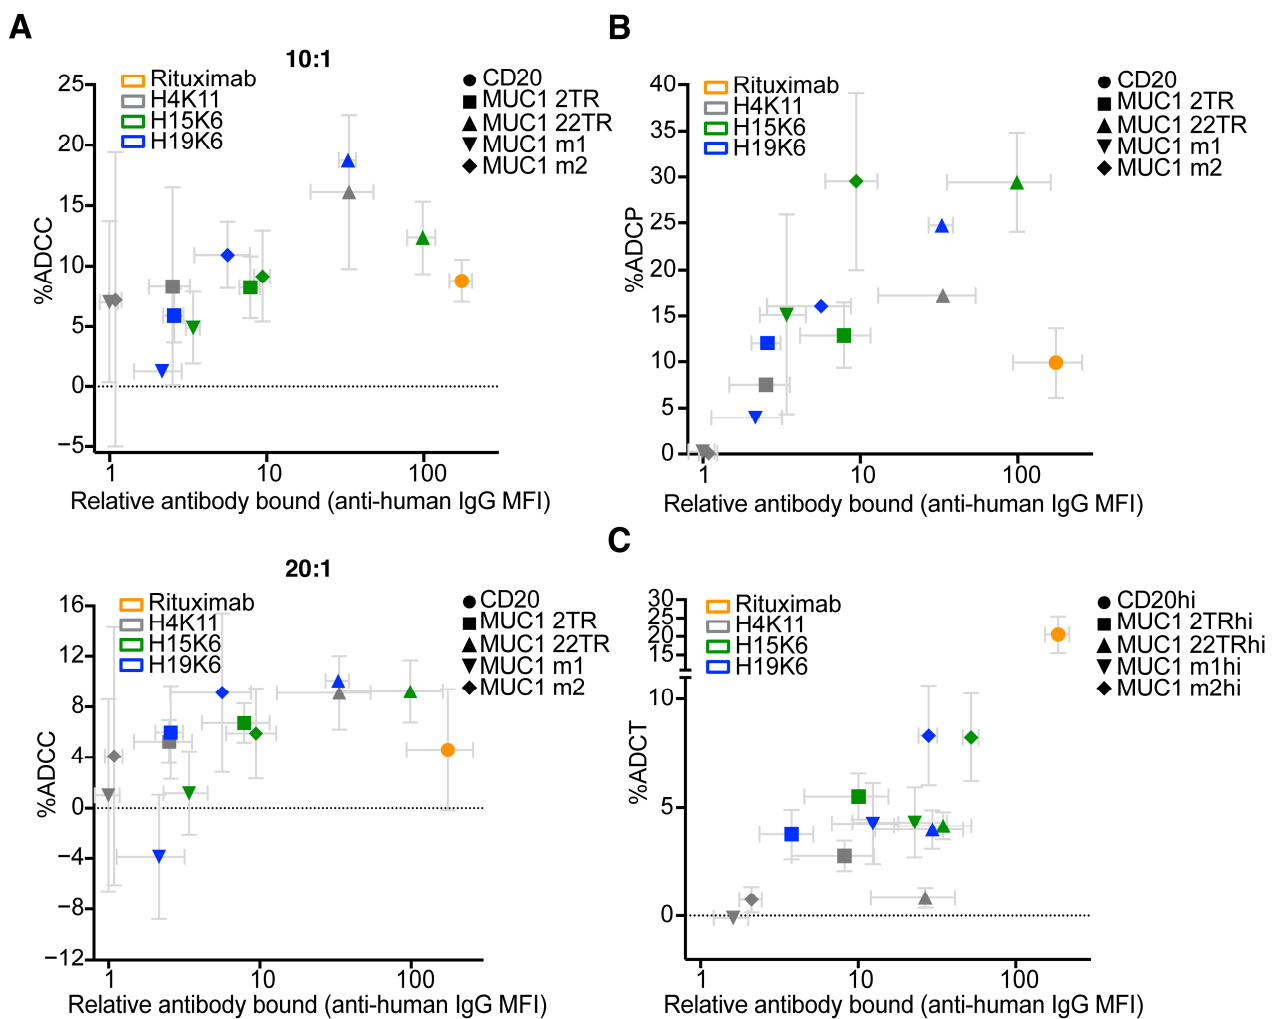 A
10:1
25
20
15
10
5
0
−5
%ADCC
Rituximab
H4K11
H15K6
H19K6
CD20
MUC1 2TR
MUC1 22TR
MUC1 m1
MUC1 m2
1 10 100
Relative antibody bound (anti-human IgG MFI)
B
40
35
30
25
20
15
10
5
0
%ADCP
Rituximab
H4K11
H15K6
H19K6
CD20
MUC1 2TR
MUC1 22TR
MUC1 m1
MUC1 m2
1 10 100
Relative antibody bound (anti-human IgG MFI)
20:1
16
12
8
4
0
−4
−8
−12
%ADCC
Rituximab
H4K11
H15K6
H19K6
CD20
MUC1 2TR
MUC1 22TR
MUC1 m1
MUC1 m2
1 10 100
Relative antibody bound (anti-human IgG MFI)
C
30
25
20
15
10
5
0
%ADCT
Rituximab
H4K11
H15K6
H19K6
CD20hi
MUC1 2TRhi
MUC1 22TRhi
MUC1 m1hi
MUC1 m2hi
1 10 100
Relative antibody bound (anti-human IgG MFI)